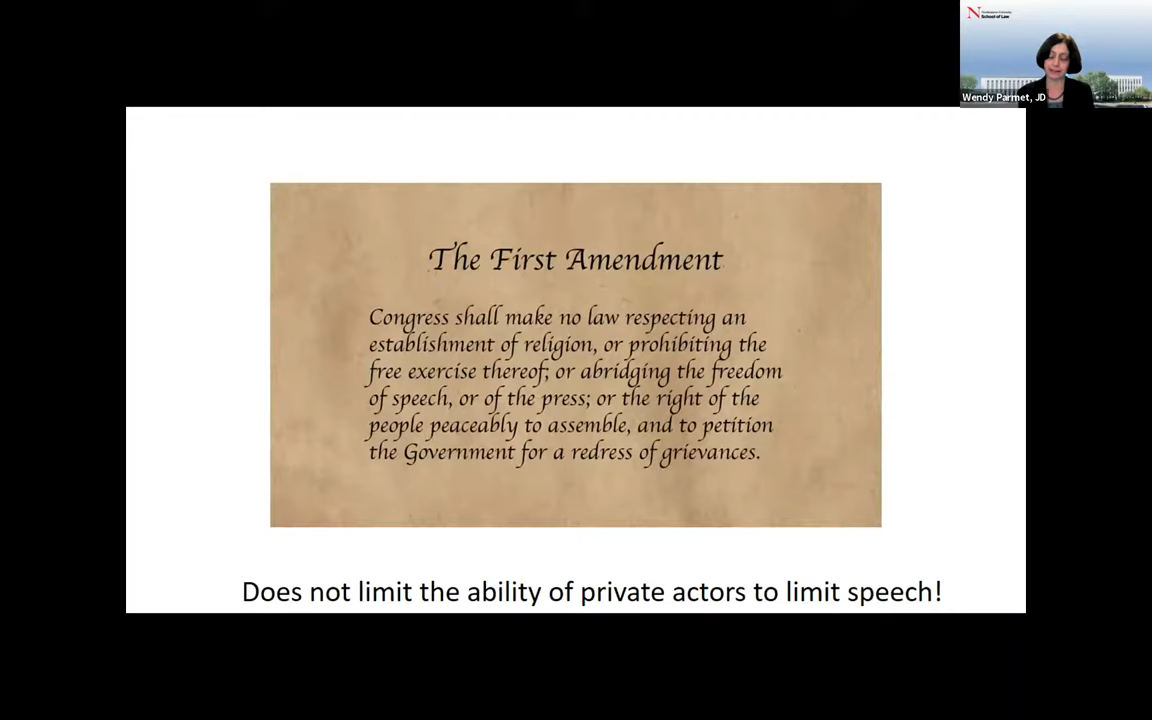 N
School of Law
Wendy Parmet, JD
The First Amendment
Congress shall make no law respecting an
establishment of religion, or prohibiting the
free exercise thereof; or abridging the freedom
of speech, or of the press; or the right of the
people peaceably to assemble, and to petition
the Government for a redress of grievances.
Does not limit the ability of private actors to limit speech!